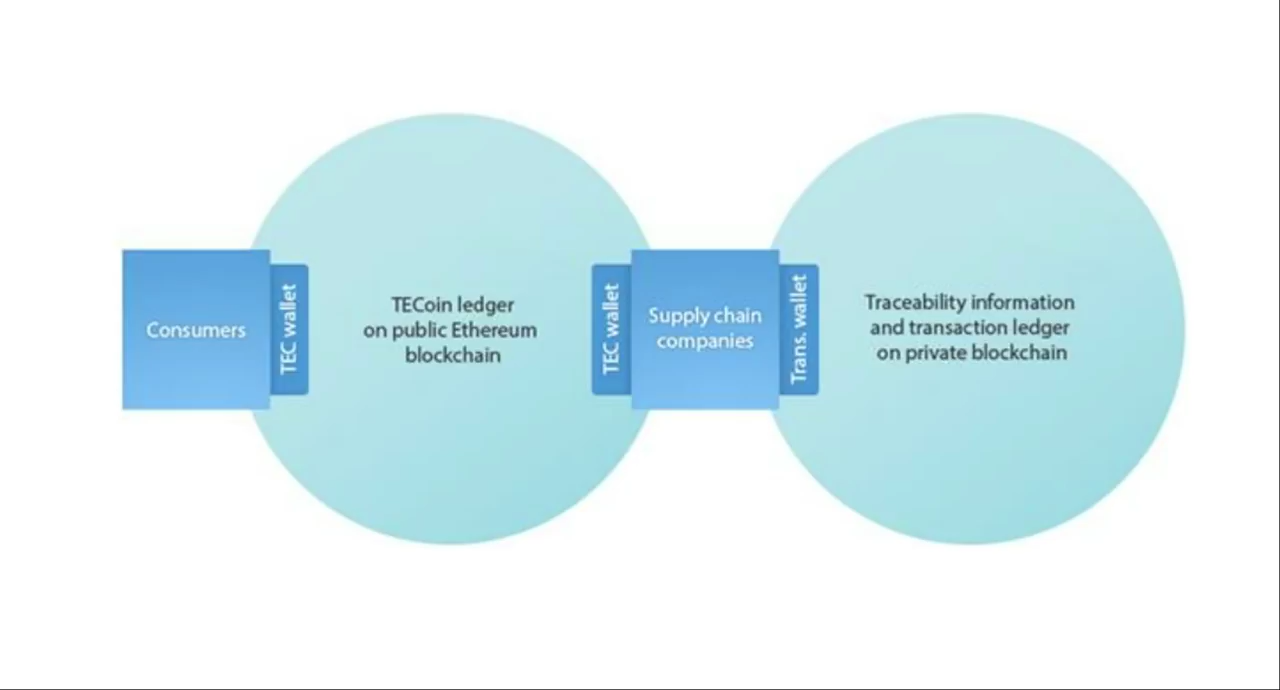 Consumers
TEC wallet
TECoin ledger
on public Ethereum
blockchain
TEC wallet
Supply chain
companies
Trans. wallet
Traceability information
and transaction ledger
on private blockchain